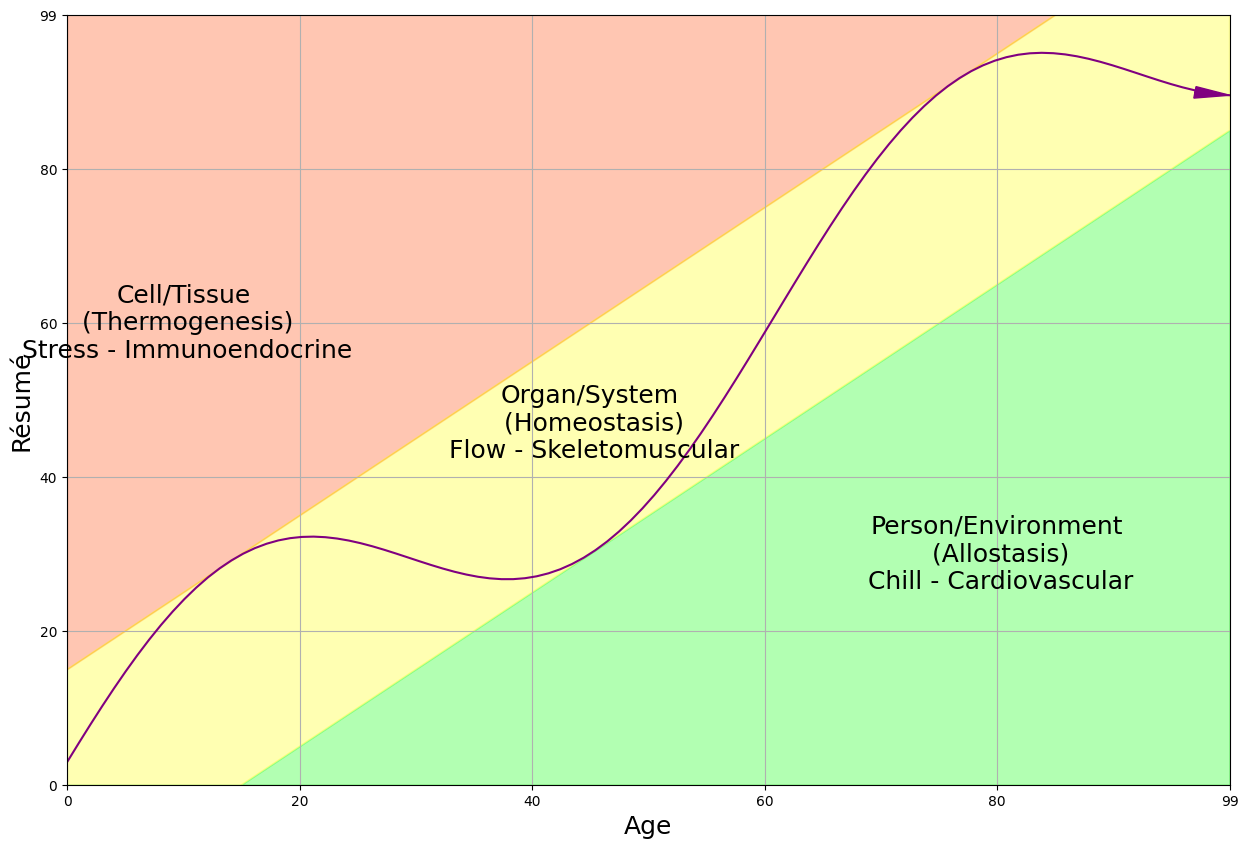 99
80
60
40
20
0
Résumé
Cell/Tissue
(Thermogenesis)
Stress - Immunoendocrine
Organ/System
(Homeostasis)
Flow - Skeletomuscular
Person/Environment
(Allostasis)
Chill - Cardiovascular
0 20 40 60 80 99
Age